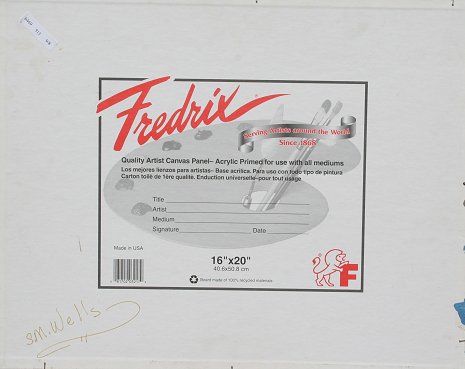 Fredrix
Serving Artists around the World
Since 1868
Quality Artist Canvas Panel– Acrylic Primed for use with all mediums
Los mejores lienzos para artistas– Base acrilica. Para uso con todo tipo de pintura
Carton toilé de 1ère qualité. Enduction universelle–pour tout usage
Title
Artist
Medium
Signature Date
Made in USA
16"x20"
40.6x50.8 cm
Board made of 100% recycled materials
F
S.M. Wells